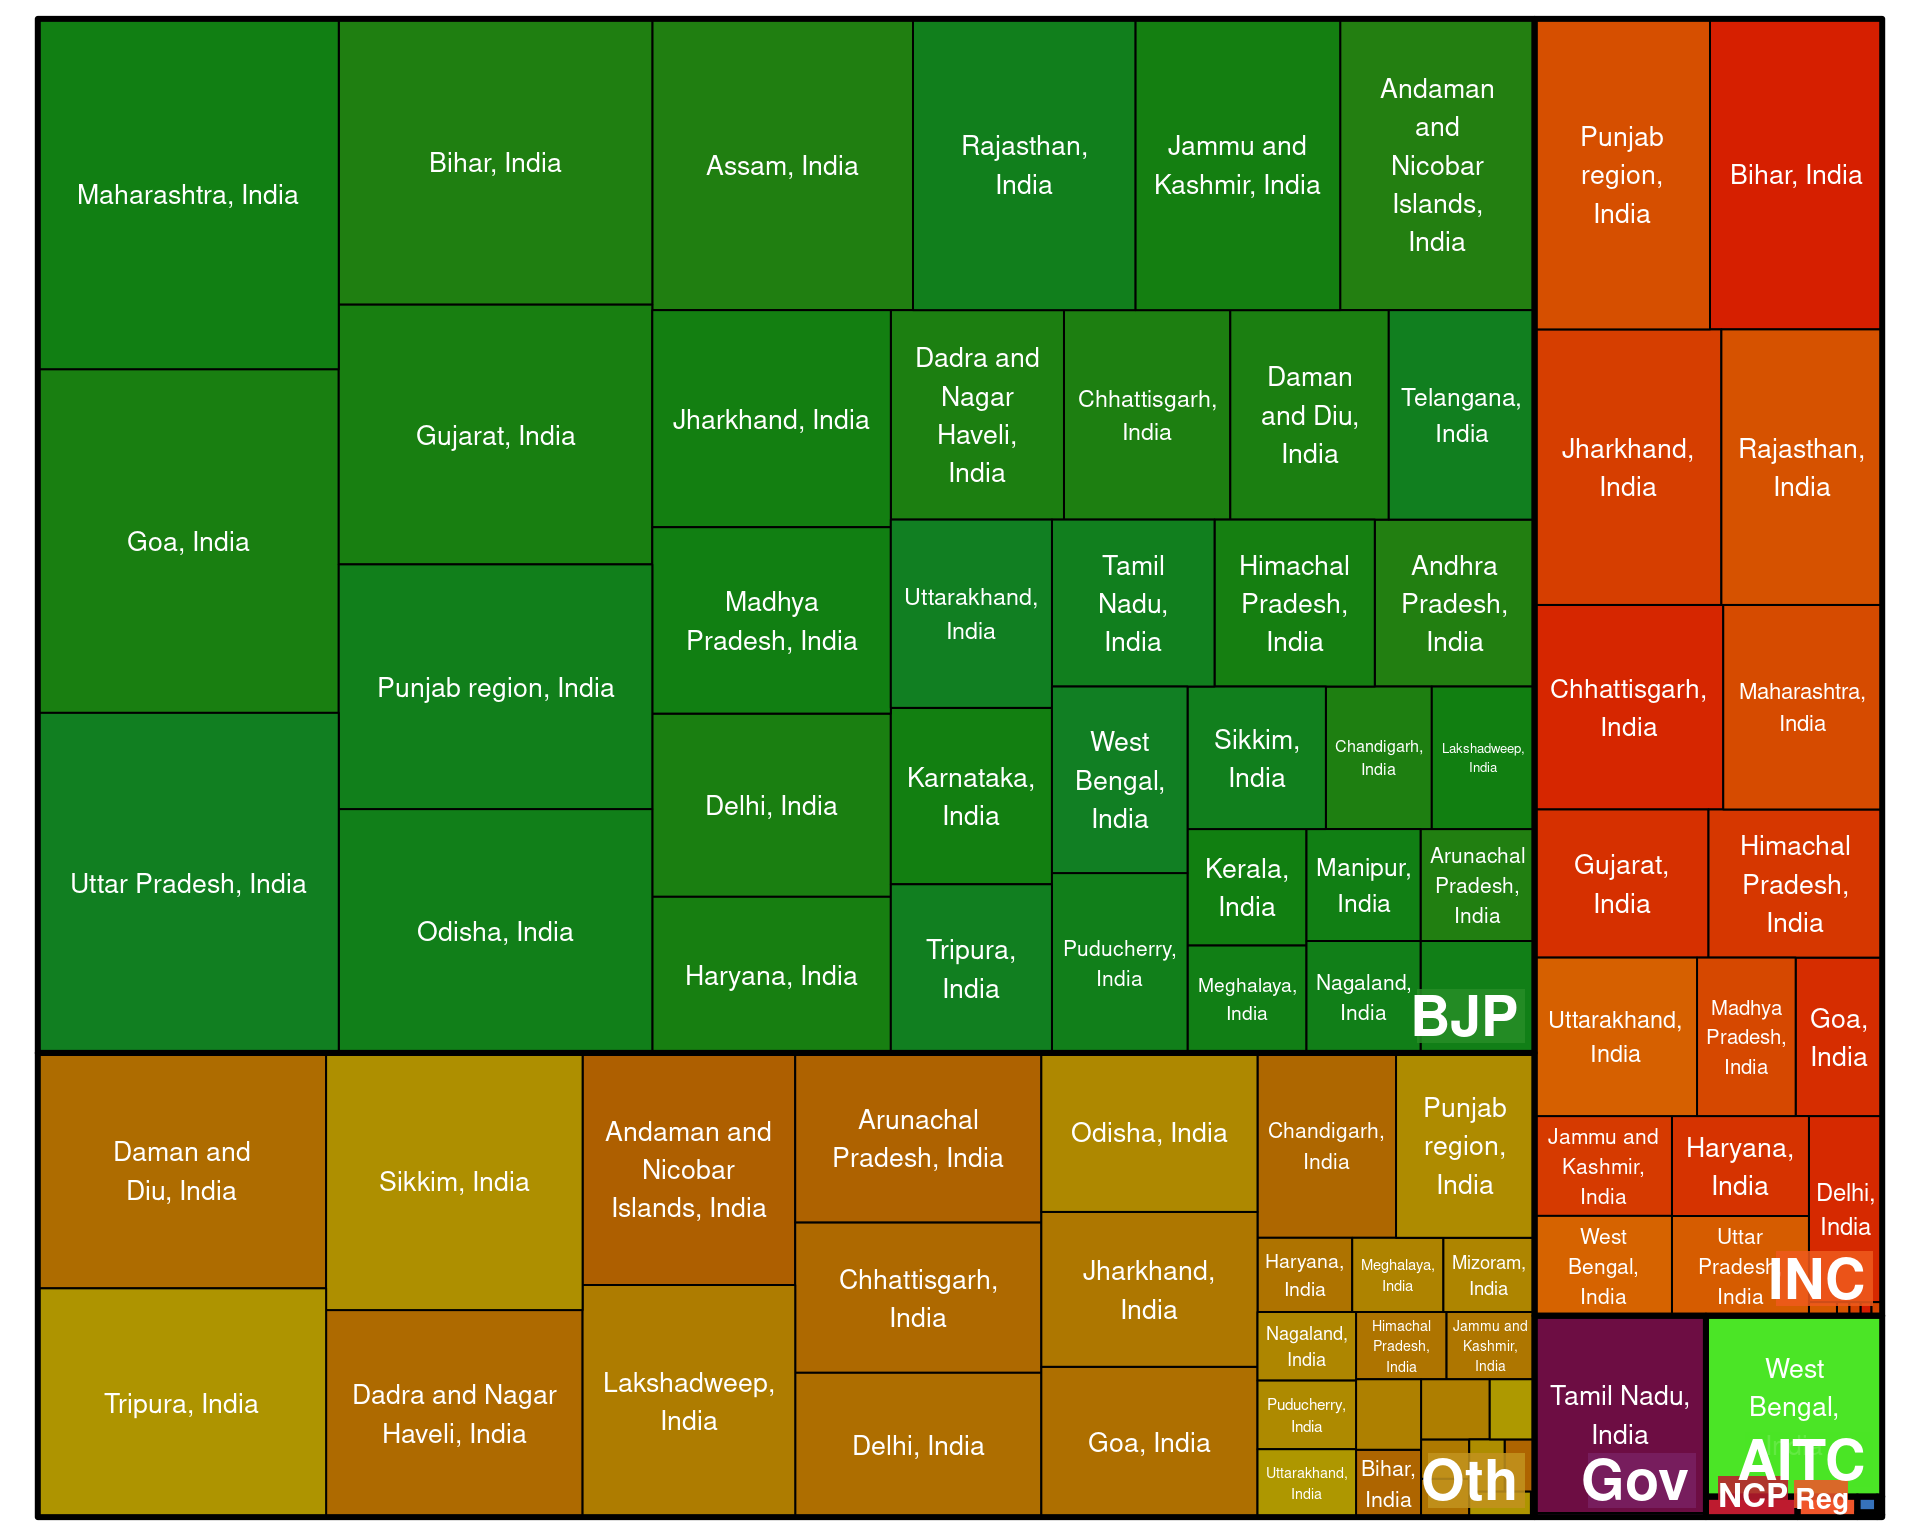 Maharashtra, India
Goa, India
Uttar Pradesh, India
Bihar, India
Gujarat, India
Punjab region, India
Odisha, India
Assam, India
Rajasthan,
India
Jammu and
Kashmir, India
Andaman
and
Nicobar
Islands,
India
Jharkhand, India
Madhya
Pradesh, India
Delhi, India
Haryana, India
Dadra and
Nagar
Haveli,
India
Chhattisgarh,
India
Daman
and Diu,
India
Telangana,
India
Uttarakhand,
India
Karnataka,
India
Tripura,
India
Tamil
Nadu,
India
Himachal
Pradesh,
India
Andhra
Pradesh,
India
West
Bengal,
India
Puducherry,
India
Sikkim,
India
Chandigarh,
India
Lakshadweep,
India
Kerala,
India
Manipur,
India
Arunachal
Pradesh,
India
Meghalaya,
India
Nagaland,
India
BJP
Daman and
Diu, India
Tripura, India
Sikkim, India
Dadra and Nagar
Haveli, India
Andaman and
Nicobar
Islands, India
Lakshadweep,
India
Arunachal
Pradesh, India
Chhattisgarh,
India
Delhi, India
Odisha, India
Jharkhand,
India
Goa, India
Chandigarh,
India
Punjab
region,
India
Haryana,
India
Meghalaya,
India
Mizoram,
India
Nagaland,
India
Himachal
Pradesh,
India
Jammu and
Kashmir,
India
Puducherry,
India
Uttarakhand,
India
Bihar,
India
Oth
Punjab
region,
India
Bihar, India
Jharkhand,
India
Rajasthan,
India
Chhattisgarh,
India
Maharashtra,
India
Gujarat,
India
Himachal
Pradesh,
India
Uttarakhand,
India
Madhya
Pradesh,
India
Goa,
India
Jammu and
Kashmir,
India
Haryana,
India
Delhi,
India
West
Bengal,
India
Uttar
Pradesh,
India
INC
Tamil Nadu,
India
Gov
West
Bengal,
India
AITC
NCP
Reg